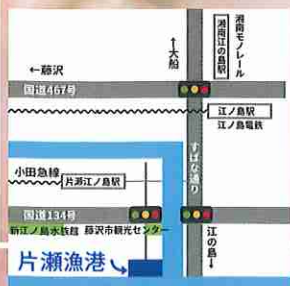 湘南モノレール
湘南江の島駅
↑大船
←藤沢
国道467号
江ノ島駅
江ノ島電鉄
すばな通り
小田急線
片瀬江ノ島駅
国道134号
新江ノ島水族館 藤沢市観光センター
江の島↓
片瀬漁港